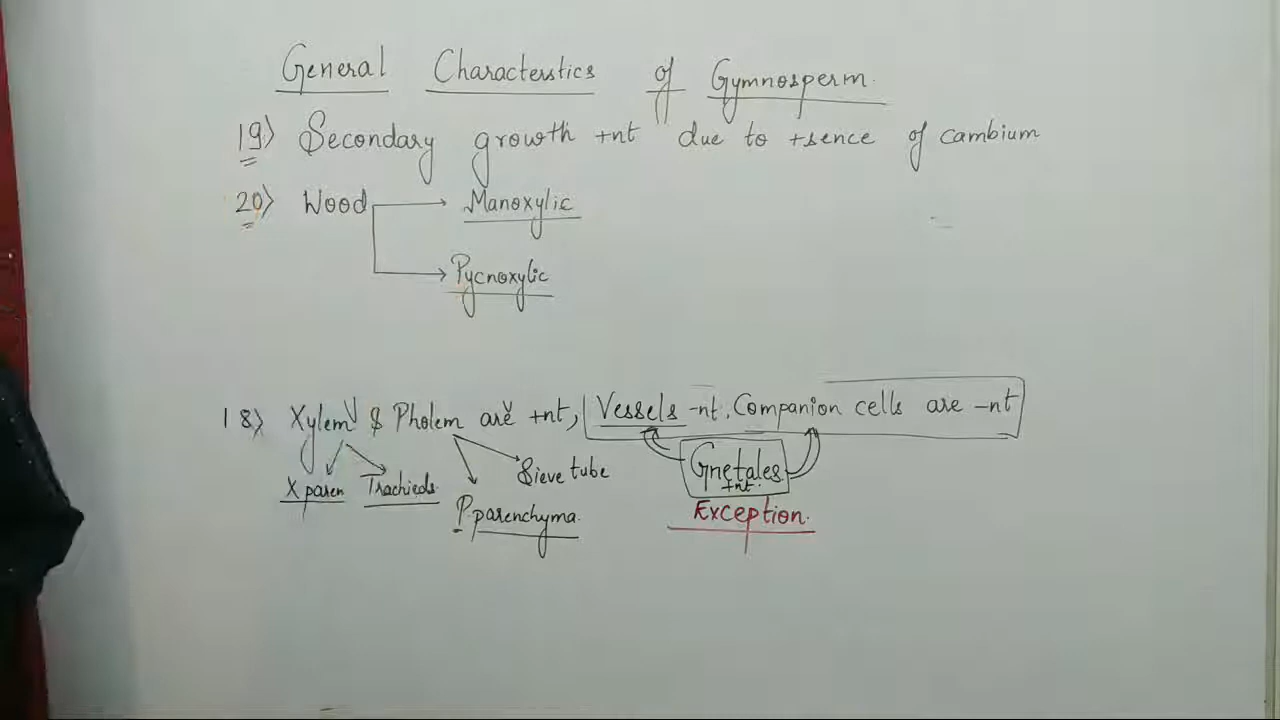 General Characterstics of Gymnosperm.
19) Secondary growth +nt due to +sence of cambium
20) Wood Manoxylic
Pycnoxylic
18) Xylem & Pholem are +nt, Vessels -nt. Companion cells are -nt
X paren Trachieds Sieve tube Gnetales
+nt.
P. parenchyma Exception.